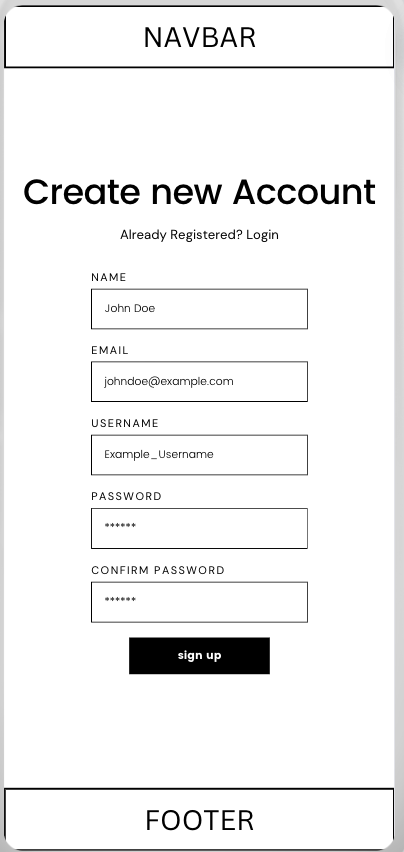 NAVBAR
Create new Account
Already Registered? Login
NAME
John Doe
EMAIL
johndoe@example.com
USERNAME
Example_Username
PASSWORD
******
CONFIRM PASSWORD
******
sign up
FOOTER